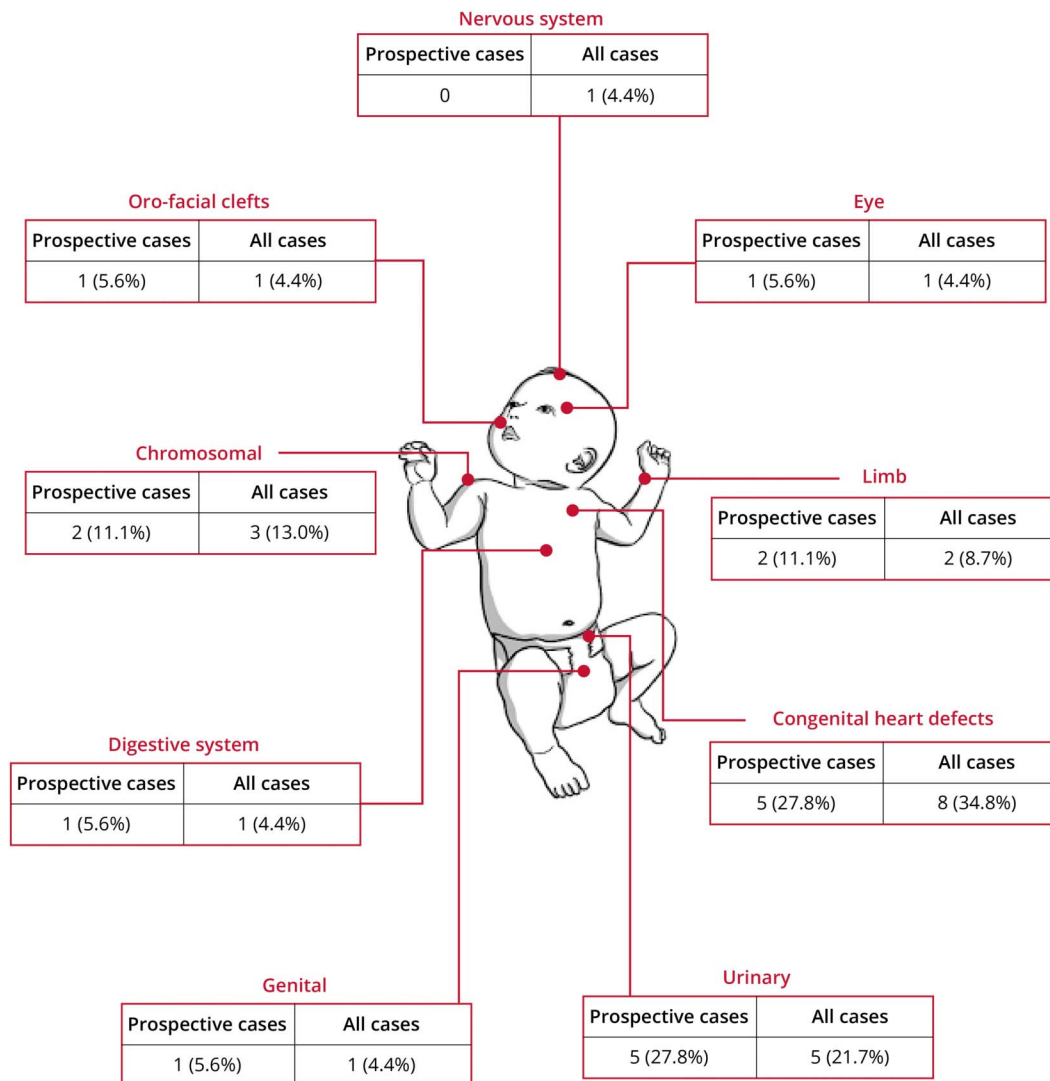 Nervous system
Prospective cases All cases
0 1 (4.4%)
Oro-facial clefts
Prospective cases All cases
1 (5.6%) 1 (4.4%)
Eye
Prospective cases All cases
1 (5.6%) 1 (4.4%)
Chromosomal
Prospective cases All cases
2 (11.1%) 3 (13.0%)
Limb
Prospective cases All cases
2 (11.1%) 2 (8.7%)
Digestive system
Prospective cases All cases
1 (5.6%) 1 (4.4%)
Congenital heart defects
Prospective cases All cases
5 (27.8%) 8 (34.8%)
Genital
Prospective cases All cases
1 (5.6%) 1 (4.4%)
Urinary
Prospective cases All cases
5 (27.8%) 5 (21.7%)